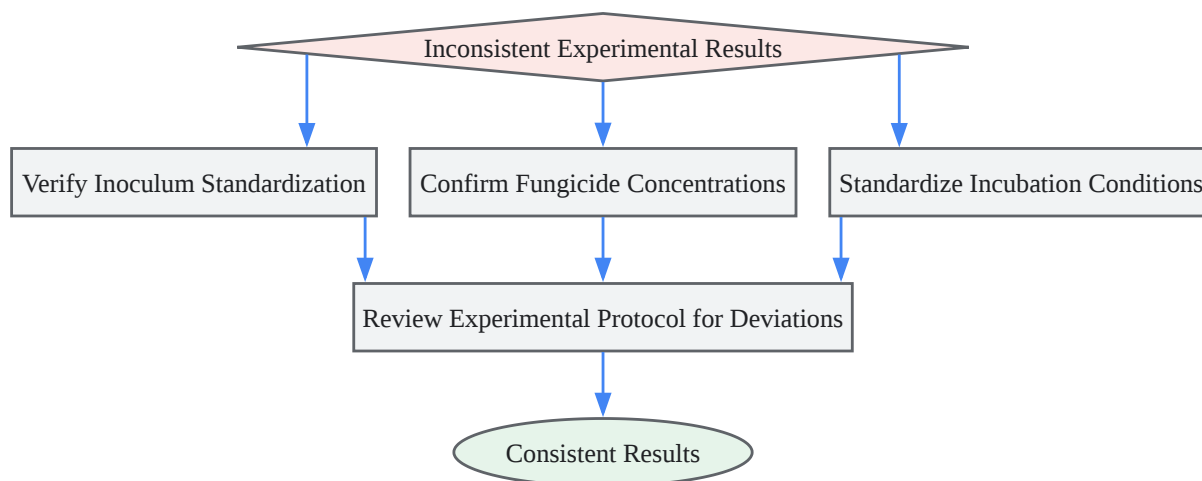 Inconsistent Experimental Results
Verify Inoculum Standardization
Confirm Fungicide Concentrations
Standardize Incubation Conditions
Review Experimental Protocol for Deviations
Consistent Results